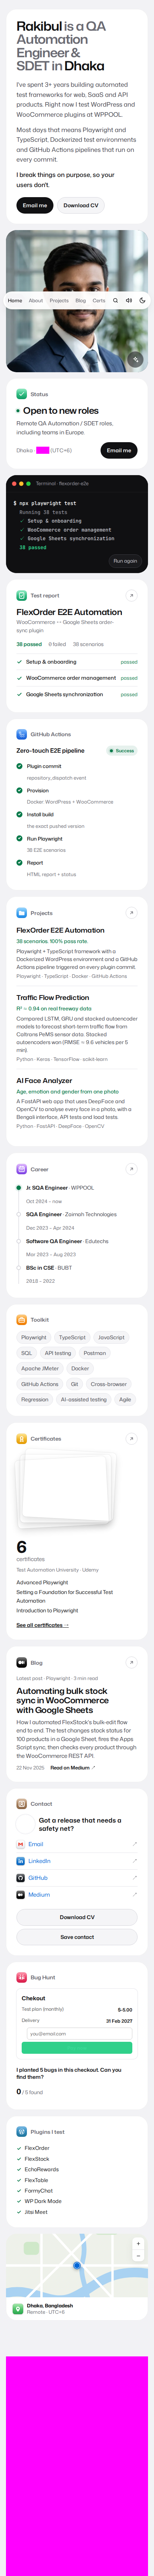 Rakibul is a QA
Automation
Engineer &
SDET in Dhaka
I've spent 3+ years building automated
test frameworks for web, SaaS and API
products. Right now I test WordPress and
WooCommerce plugins at WPPOOL.
Most days that means Playwright and
TypeScript, Dockerized test environments
and GitHub Actions pipelines that run on
every commit.
I break things on purpose, so your
users don't.
Email me
Download CV
Home About Projects Blog Certs
Status
Open to new roles
Remote QA Automation / SDET roles,
including teams in Europe.
Dhaka (UTC+6)
Email me
Terminal · flexorder-e2e
$ npx playwright test
Running 38 tests
✓ Setup & onboarding
✓ WooCommerce order management
✓ Google Sheets synchronization
38 passed
Run again
Test report
FlexOrder E2E Automation
WooCommerce ↔ Google Sheets order-
sync plugin
38 passed 0 failed 38 scenarios
✓ Setup & onboarding passed
✓ WooCommerce order management passed
✓ Google Sheets synchronization passed
GitHub Actions
Zero-touch E2E pipeline
Success
Plugin commit
repository_dispatch event
Provision
Docker WordPress + WooCommerce
Install build
the exact pushed version
Run Playwright
38 E2E scenarios
Report
HTML report + status
Projects
FlexOrder E2E Automation
38 scenarios. 100% pass rate
Playwright + TypeScript framework with a
Dockerized WordPress environment and a
GitHub Actions pipeline triggered on every plugin commit.
Playwright · TypeScript · Docker · GitHub Actions
Traffic Flow Prediction
R² ≈ 0.94 on real freeway data
Compared LSTM, GRU and stacked
autoencoder models to forecast short-term traffic flow from
Caltrans PeMS sensor data. Stacked
autoencoders won (RMSE ≈ 9.6 vehicles per 5
min).
Python · Keras · TensorFlow · scikit-learn
AI Face Analyzer
Age, emotion and gender from one photo
A FastAPI web app that uses DeepFace and
OpenCV to analyze every face in a photo, with a
Bengali interface, API tests and load tests.
Python · FastAPI · DeepFace · OpenCV
Career
Jr. SQA Engineer · WPPOOL
Oct 2024 – now
SQA Engineer · Zaimah Technologies
Dec 2023 – Apr 2024
Software QA Engineer · Edutechs
Mar 2023 – Aug 2023
BSc in CSE · BUBT
2018 – 2022
Toolkit
Playwright TypeScript JavaScript
SQL API testing Postman
Apache JMeter Docker
GitHub Actions Git Cross-browser
Regression AI-assisted testing Agile
Certificates
6
certificates
Test Automation University · Udemy
Advanced Playwright
Setting a Foundation for Successful Test
Automation
Introduction to Playwright
See all certificates →
Blog
Latest post · Playwright · 3 min read
Automating bulk stock
sync in WooCommerce
with Google Sheets
How I automated FlexStock's bulk-edit flow
end to end. The test changes stock values for
100 products in a Google Sheet, fires the Apps
Script sync, then checks every product through
the WooCommerce REST API.
22 Nov 2025 Read on Medium ↗
Contact
Got a release that needs a
safety net?
Email
LinkedIn
GitHub
Medium
Download CV
Save contact
Bug Hunt
Checkout
Test plan (monthly) $-5.00
Delivery 31 Feb 2027
you@email.com
I planted 5 bugs in this checkout. Can you
find them?
0 / 5 found
Plugins I test
✓ FlexOrder
✓ FlexStock
✓ EchoRewards
✓ FlexTable
✓ FormyChat
✓ WP Dark Mode
✓ Jitsi Meet
+
−
Dhaka, Bangladesh
Remote · UTC+6